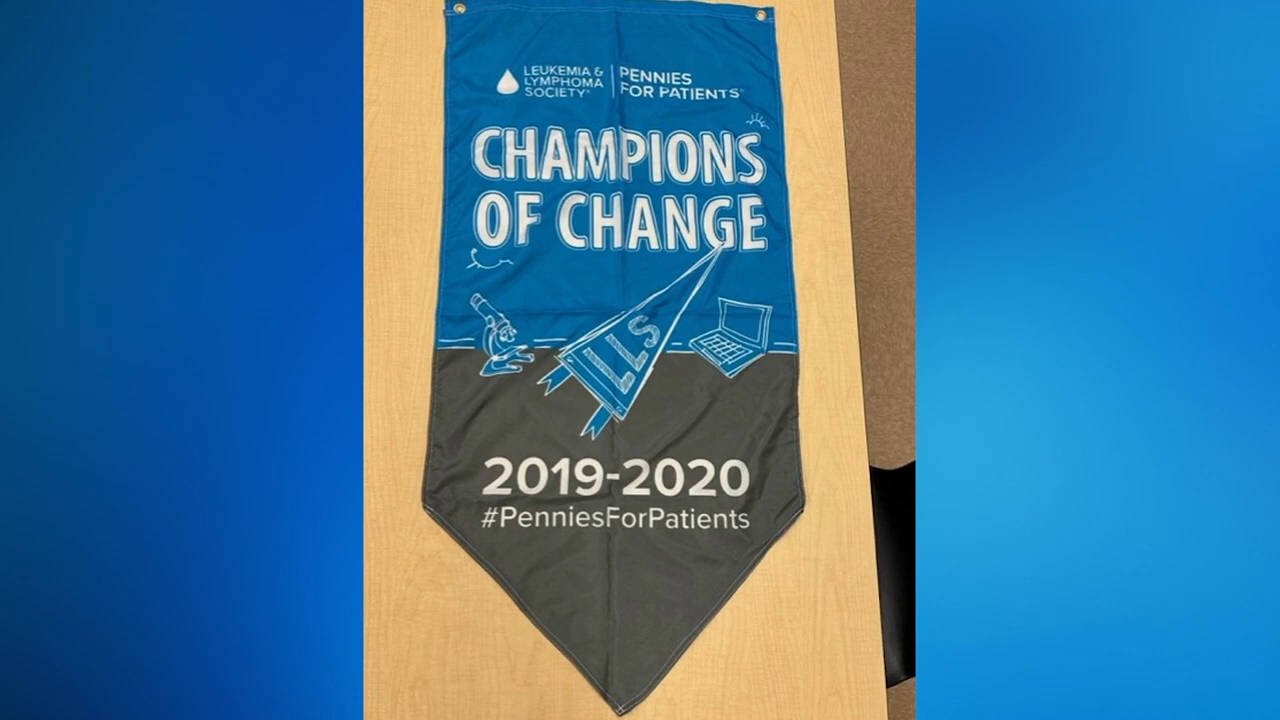 LEUKEMIA &
LYMPHOMA
SOCIETY®
PENNIES
FOR PATIENTS®
CHAMPIONS
OF CHANGE
LLS
2019-2020
#PenniesForPatients